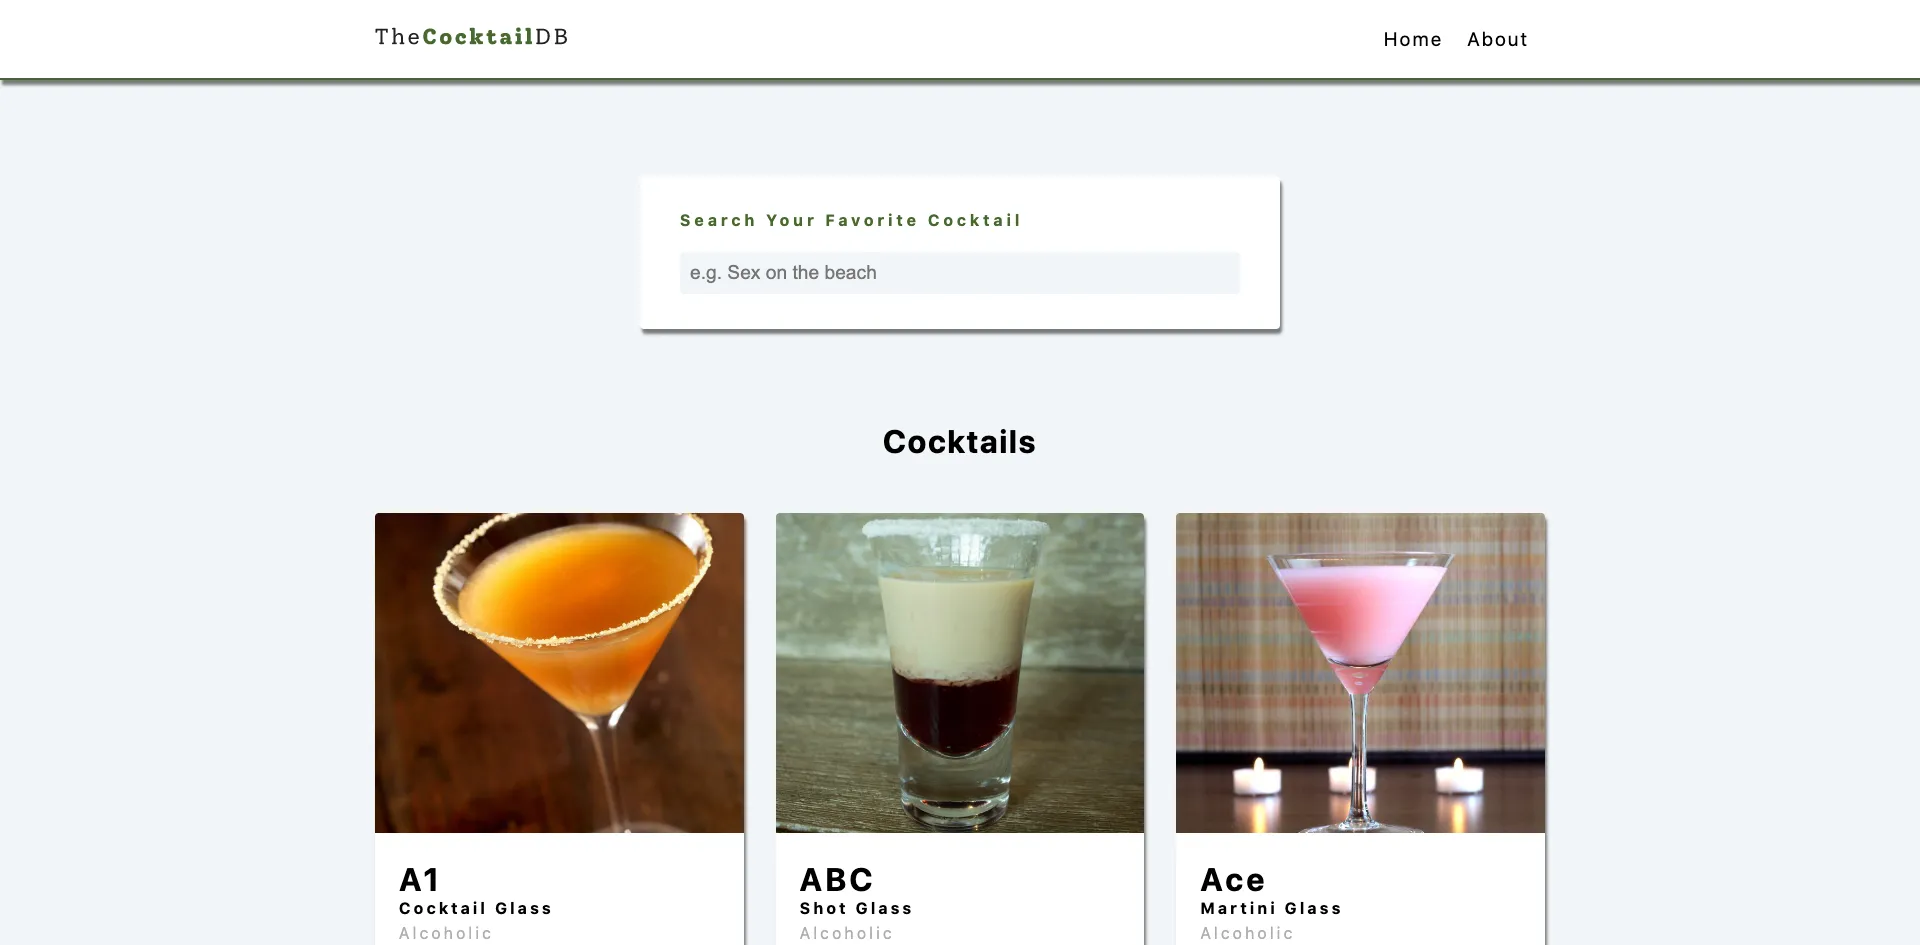 TheCocktailDB
Home About
Search Your Favorite Cocktail
e.g. Sex on the beach
Cocktails
A1
Cocktail Glass
Alcoholic
ABC
Shot Glass
Alcoholic
Ace
Martini Glass
Alcoholic